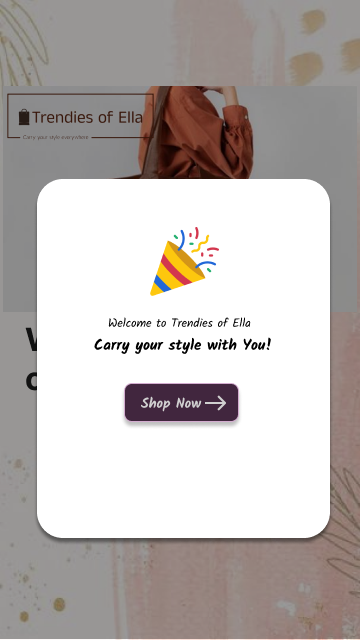 Trendies of Ella
Carry your style everywhere
Welcome to Trendies of Ella
Carry your style with You!
Shop Now